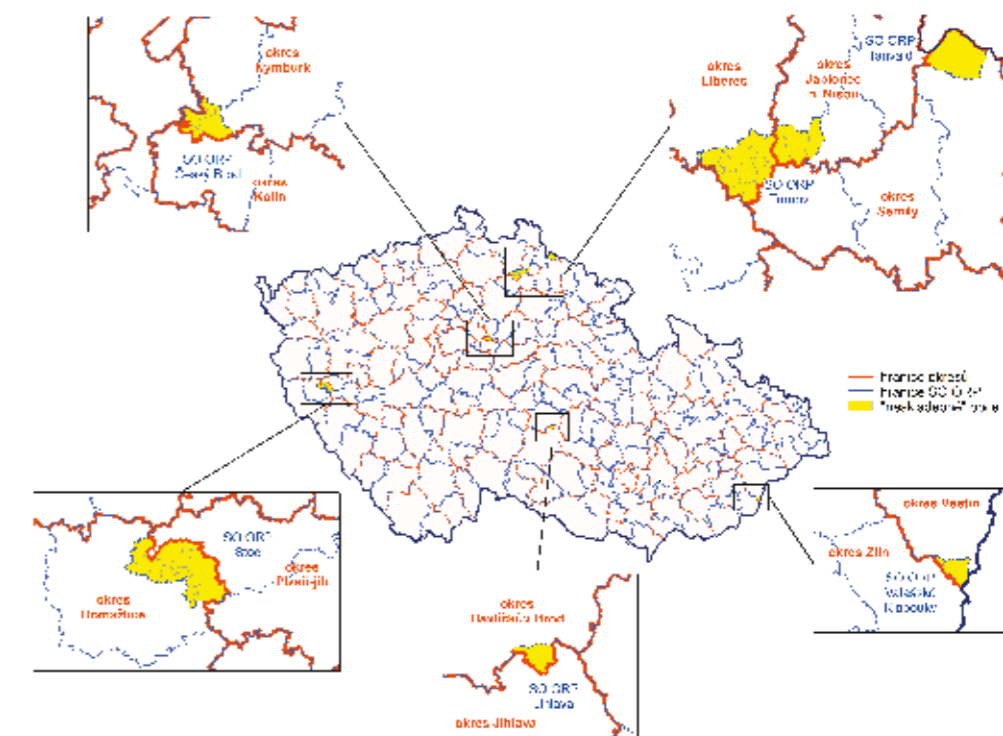 okres
Nymburk
SO ORP
Český Brod
okres
Kolín
okres
Liberec
okres
Jablonec
n. Nisou
SO ORP
Tanvald
SO ORP
Turnov
okres
Semily
hranice okresů
hranice SO ORP
okres
Domažlice
SO ORP
Stod
okres
Plzeň-jih
okres
Havlíčkův Brod
SO ORP
Jihlava
okres Jihlava
okres Vsetín
okres Zlín
SO ORP
Valašské
Klobouky